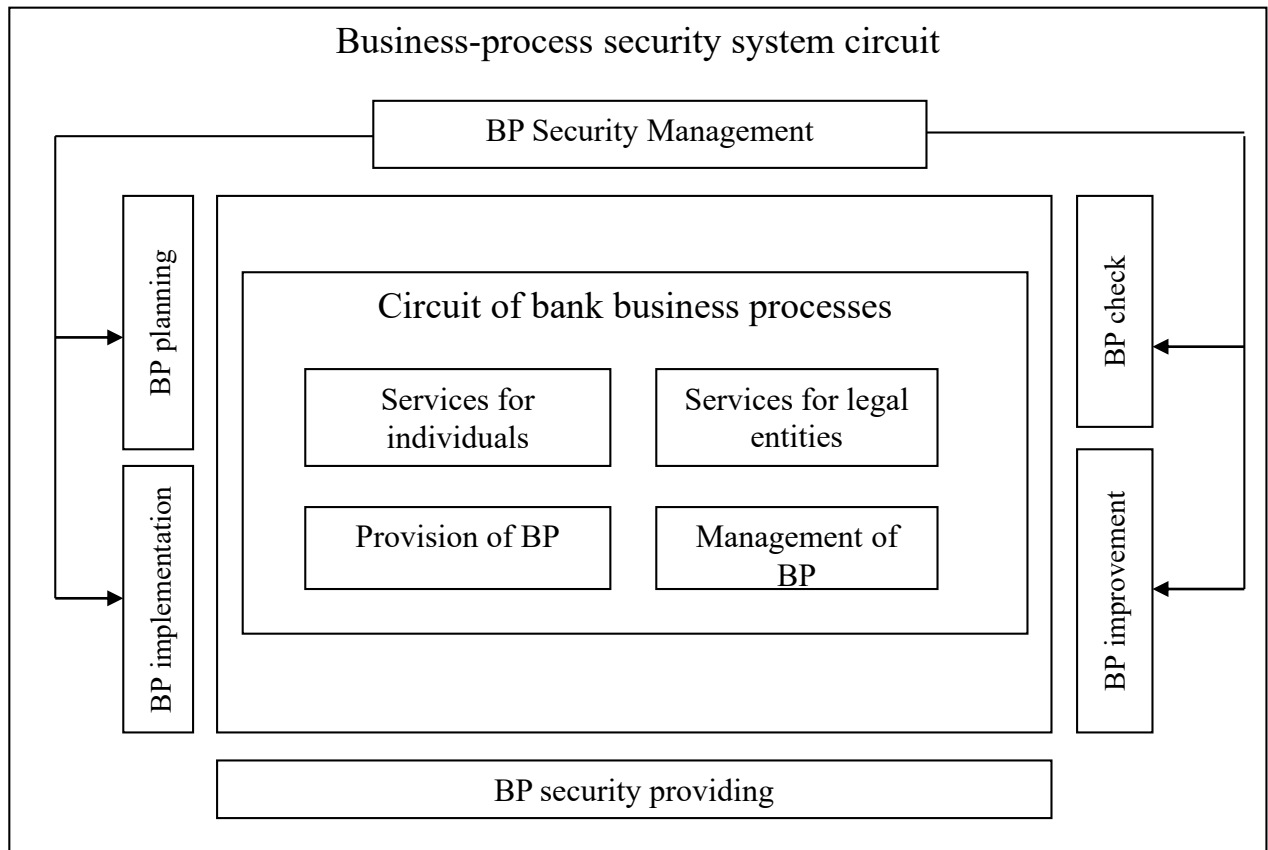 Business-process security system circuit
BP Security Management
BP planning
BP implementation
Circuit of bank business processes
Services for
individuals
Services for legal
entities
Provision of BP
Management of
BP
BP check
BP improvement
BP security providing